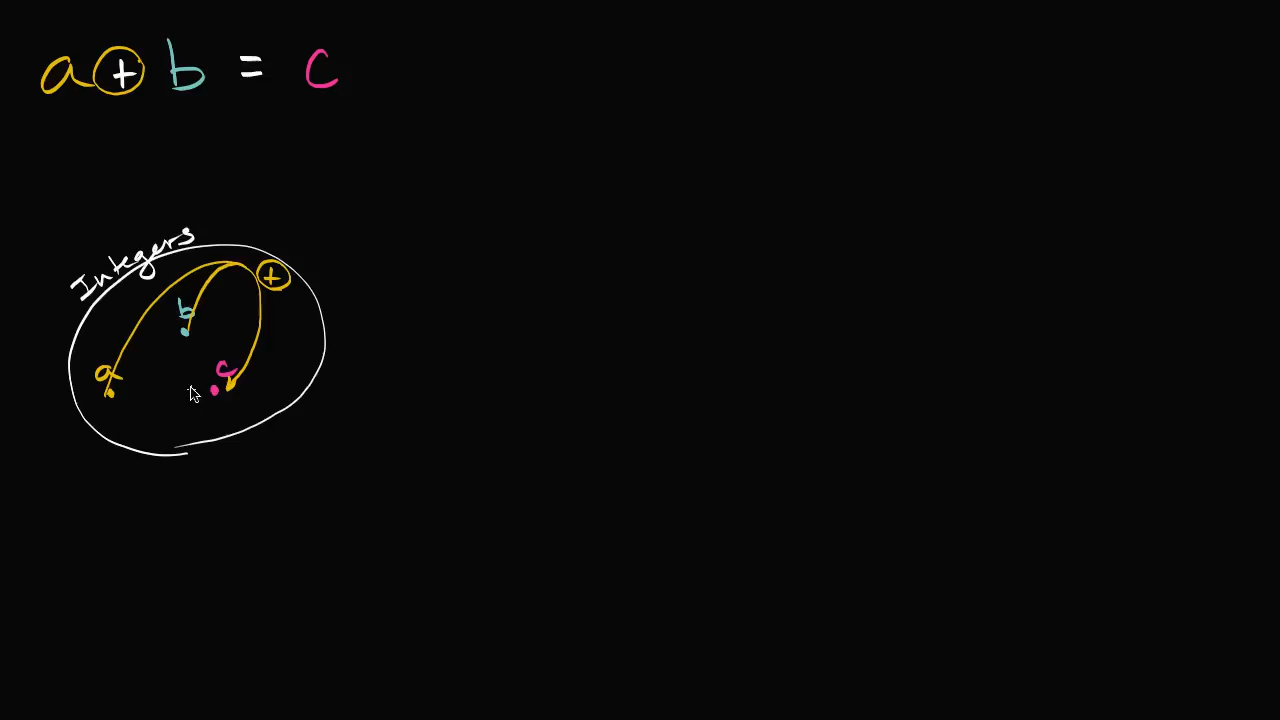 a + b = c
Integers
+
b
a
c